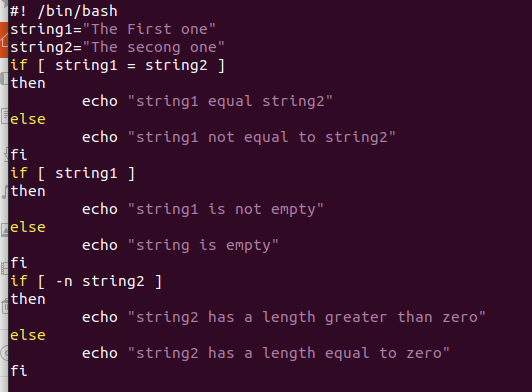 #! /bin/bash
string1="The First one"
string2="The secong one"
if [ string1 = string2 ]
then
        echo "string1 equal string2"
else
        echo "string1 not equal to string2"
fi
if [ string1 ]
then
        echo "string1 is not empty"
else
        echo "string is empty"
fi
if [ -n string2 ]
then
        echo "string2 has a length greater than zero"
else
        echo "string2 has a length equal to zero"
fi